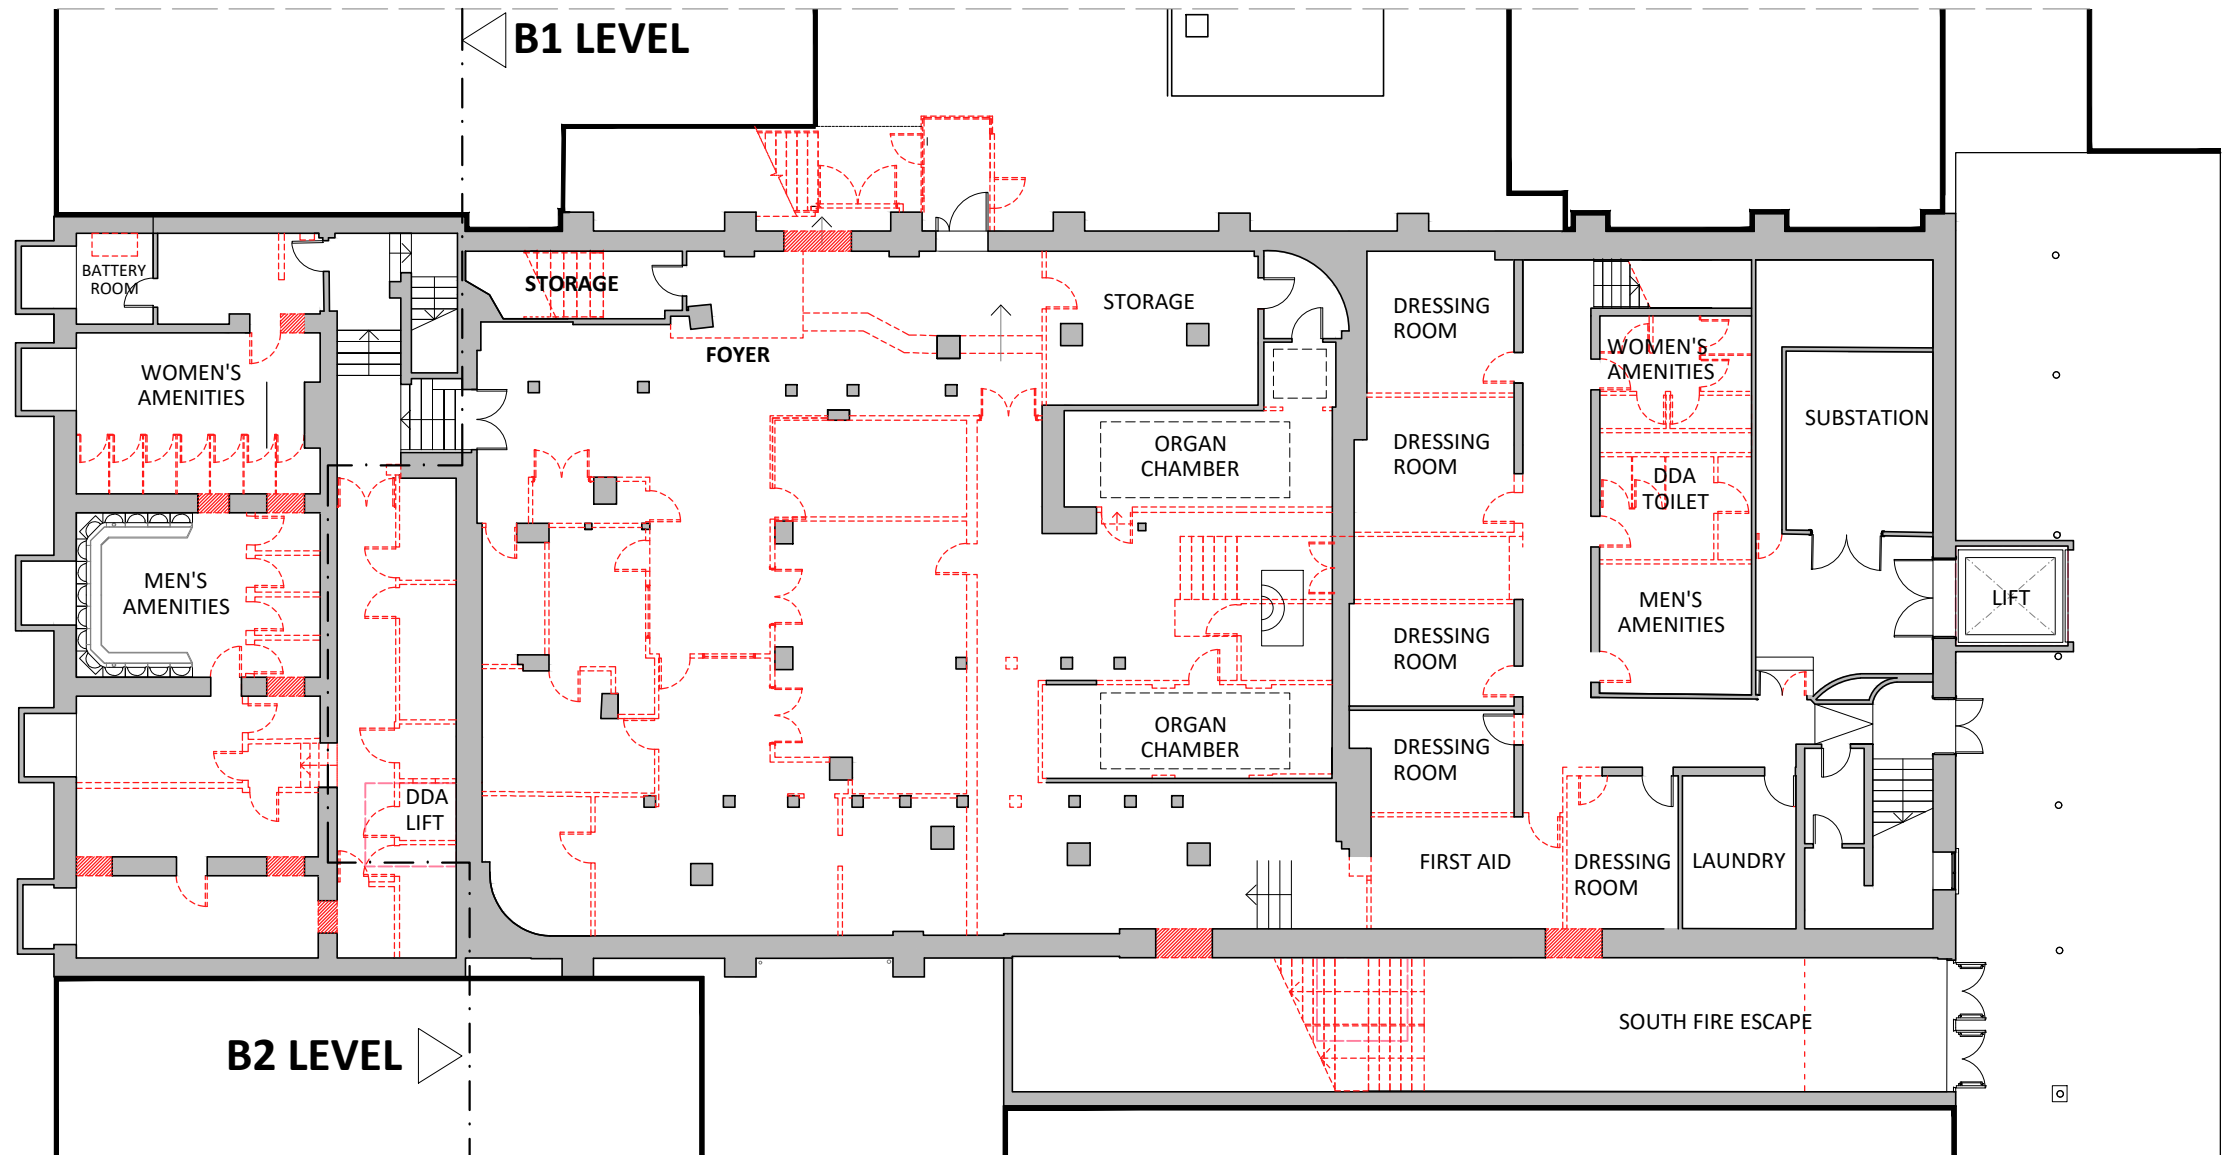 B1 LEVEL
BATTERY
ROOM
STORAGE
STORAGE
DRESSING
ROOM
FOYER
WOMEN'S
AMENITIES
WOMEN'S
AMENITIES
SUBSTATION
ORGAN
CHAMBER
DRESSING
ROOM
DDA
TOILET
MEN'S
AMENITIES
LIFT
MEN'S
AMENITIES
DRESSING
ROOM
ORGAN
CHAMBER
DRESSING
ROOM
DDA
LIFT
FIRST AID
DRESSING
ROOM
LAUNDRY
SOUTH FIRE ESCAPE
B2 LEVEL